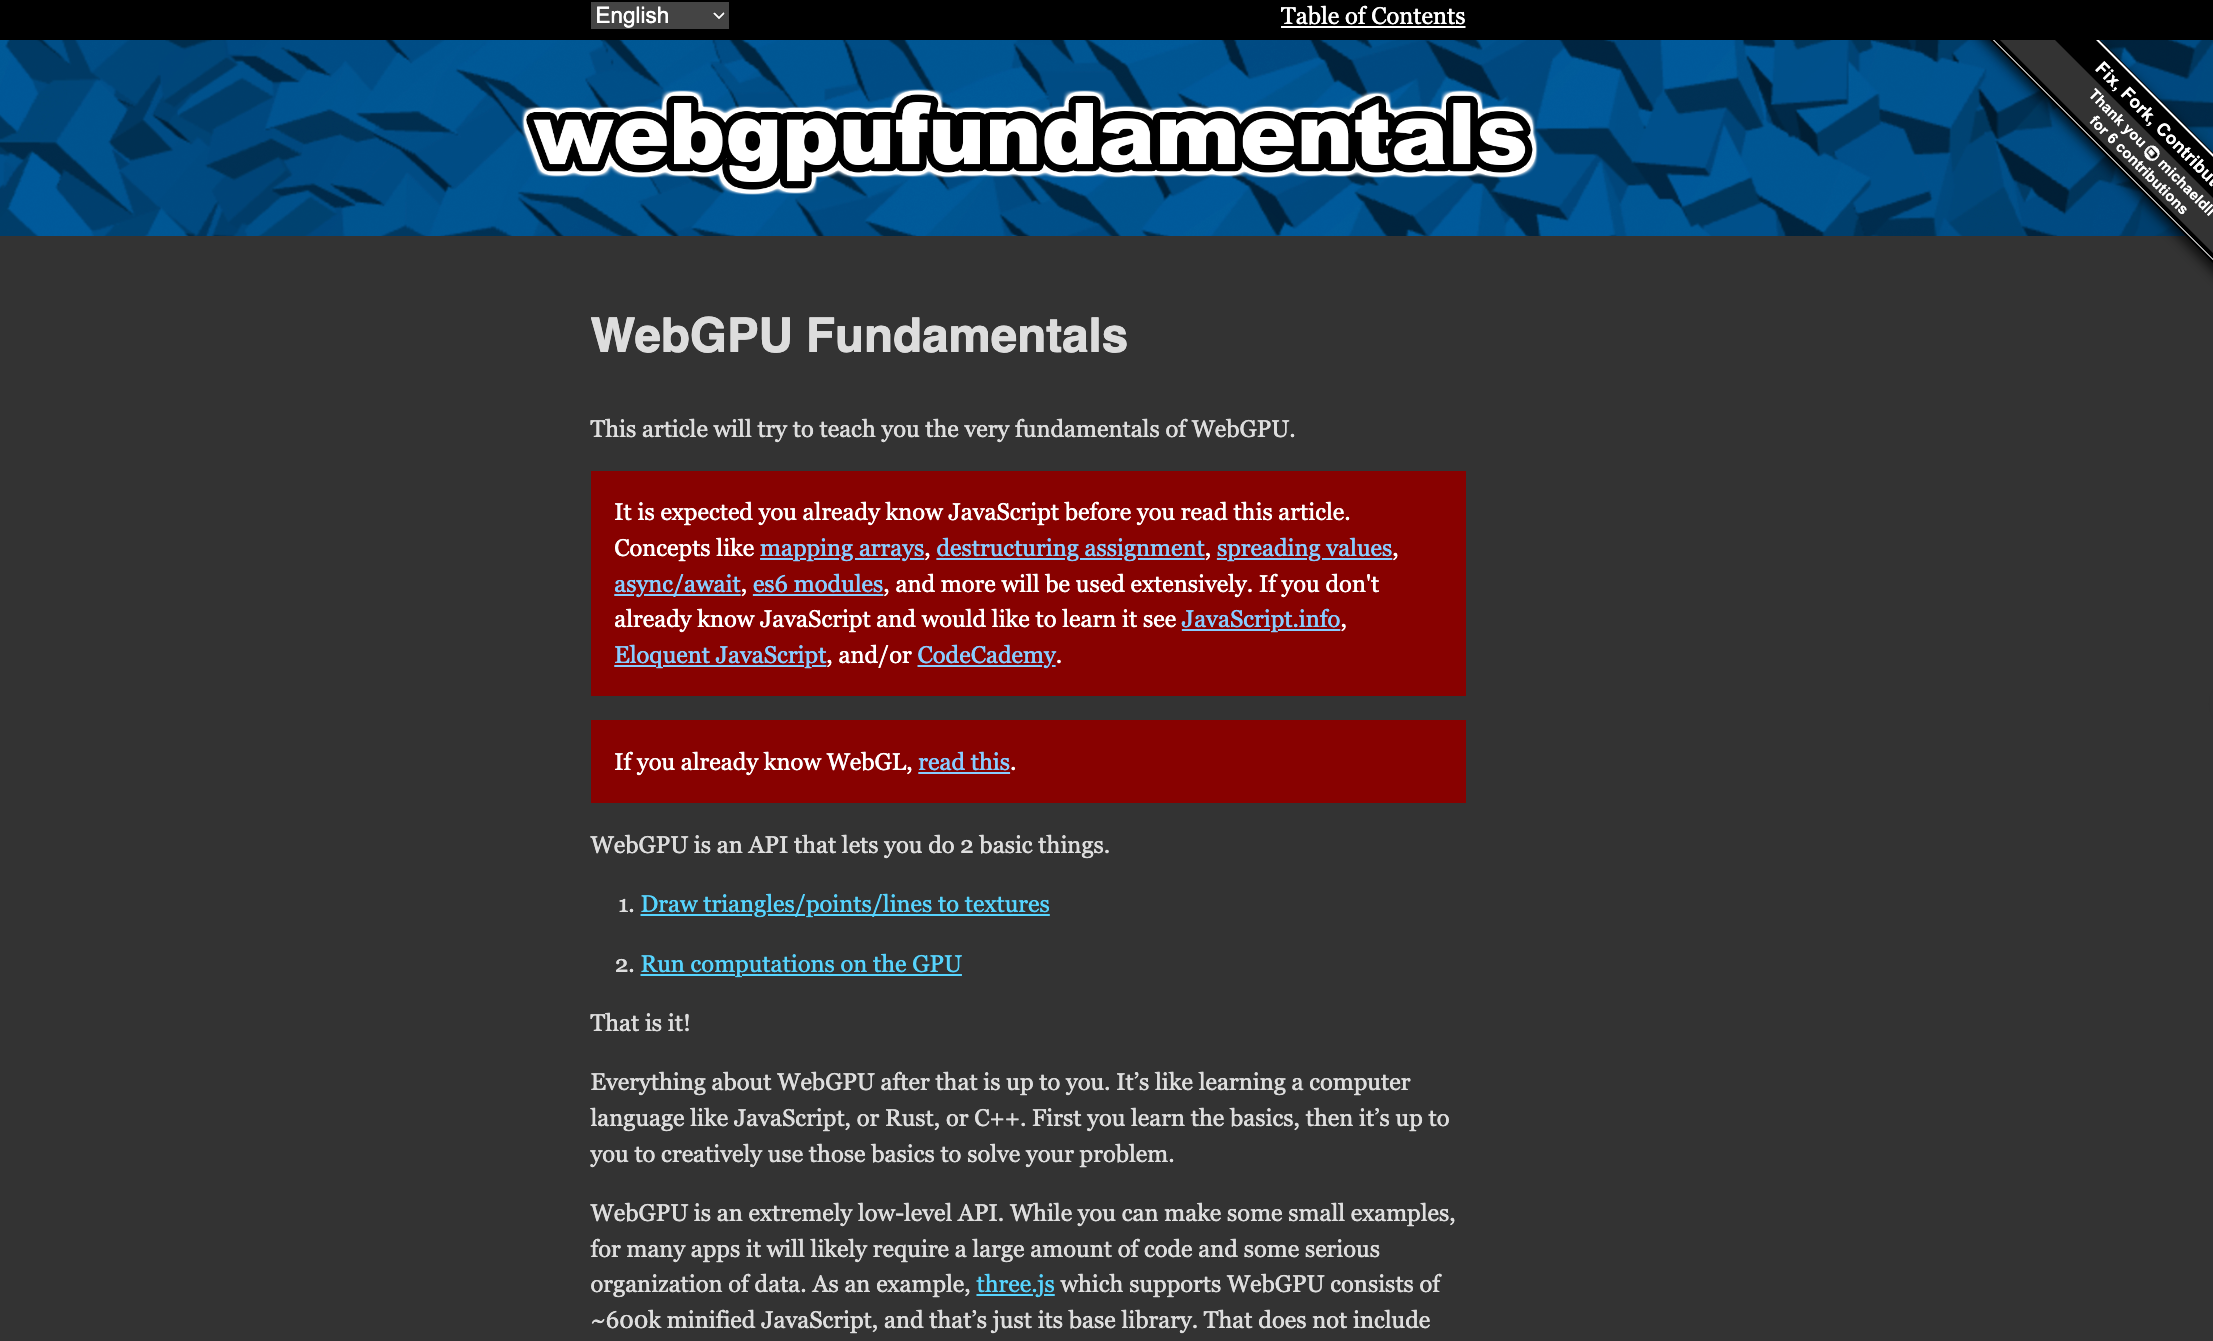 English
Table of Contents
webgpufundamentals
Fix, Fork, Contribute
Thank you michaeldll
for 6 contributions
WebGPU Fundamentals
This article will try to teach you the very fundamentals of WebGPU.
It is expected you already know JavaScript before you read this article.
Concepts like mapping arrays, destructuring assignment, spreading values,
async/await, es6 modules, and more will be used extensively. If you don't
already know JavaScript and would like to learn it see JavaScript.info,
Eloquent JavaScript, and/or CodeCademy.
If you already know WebGL, read this.
WebGPU is an API that lets you do 2 basic things.
1. Draw triangles/points/lines to textures
2. Run computations on the GPU
That is it!
Everything about WebGPU after that is up to you. It’s like learning a computer
language like JavaScript, or Rust, or C++. First you learn the basics, then it’s up to
you to creatively use those basics to solve your problem.
WebGPU is an extremely low-level API. While you can make some small examples,
for many apps it will likely require a large amount of code and some serious
organization of data. As an example, three.js which supports WebGPU consists of
~600k minified JavaScript, and that’s just its base library. That does not include